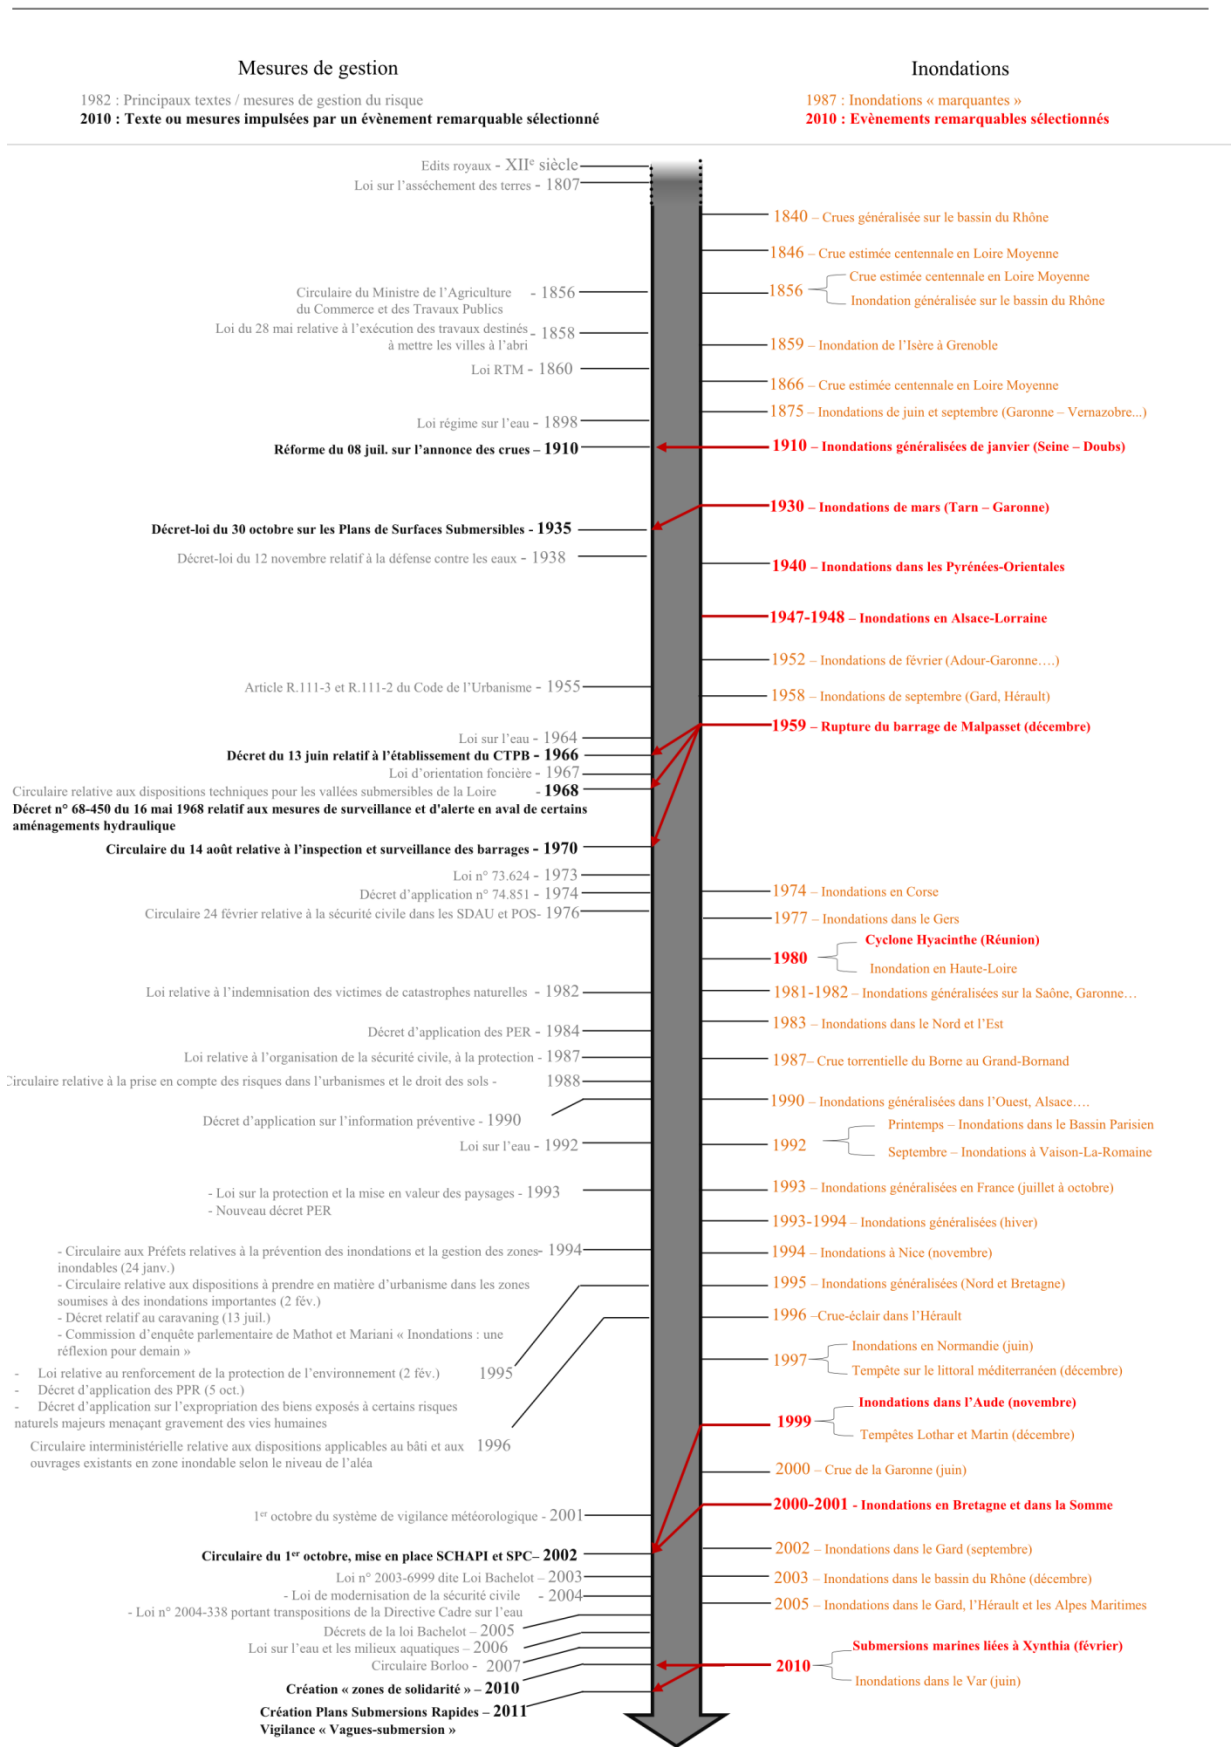 Mesures de gestion
1982 : Principaux textes / mesures de gestion du risque
2010 : Texte ou mesures impulsées par un évènement remarquable sélectionné
Edits royaux - XIIe siècle
Loi sur l’asséchement des terres - 1807
Circulaire du Ministre de l’Agriculture - 1856
du Commerce et des Travaux Publics
Loi du 28 mai relative à l’exécution des travaux destinés - 1858
à mettre les villes à l’abri
Loi RTM - 1860
Loi régime sur l’eau - 1898
Réforme du 08 juil. sur l’annonce des crues – 1910
Décret-loi du 30 octobre sur les Plans de Surfaces Submersibles - 1935
Décret-loi du 12 novembre relatif à la défense contre les eaux - 1938
Article R.111-3 et R.111-2 du Code de l’Urbanisme - 1955
Loi sur l’eau - 1964
Décret du 13 juin relatif à l’établissement du CTPB - 1966
Loi d’orientation foncière - 1967
Circulaire relative aux dispositions techniques pour les vallées submersibles de la Loire - 1968
Décret n° 68-450 du 16 mai 1968 relatif aux mesures de surveillance et d'alerte en aval de certains
aménagements hydraulique
Circulaire du 14 août relative à l’inspection et surveillance des barrages - 1970
Loi n° 73.624 - 1973
Décret d’application n° 74.851 - 1974
Circulaire 24 février relative à la sécurité civile dans les SDAU et POS- 1976
Loi relative à l’indemnisation des victimes de catastrophes naturelles - 1982
Décret d’application des PER - 1984
Loi relative à l’organisation de la sécurité civile, à la protection - 1987
Circulaire relative à la prise en compte des risques dans l’urbanismes et le droit des sols - 1988
Décret d’application sur l’information préventive - 1990
Loi sur l’eau - 1992
- Loi sur la protection et la mise en valeur des paysages - 1993
- Nouveau décret PER
- Circulaire aux Préfets relatives à la prévention des inondations et la gestion des zones- 1994
inondables (24 janv.)
- Circulaire relative aux dispositions à prendre en matière d’urbanisme dans les zones
soumises à des inondations importantes (2 fév.)
- Décret relatif au caravaning (13 juil.)
- Commission d’enquête parlementaire de Mathot et Mariani « Inondations : une
réflexion pour demain »
- Loi relative au renforcement de la protection de l’environnement (2 fév.) 1995
- Décret d’application des PPR (5 oct.)
- Décret d’application sur l’expropriation des biens exposés à certains risques
naturels majeurs menaçant gravement des vies humaines
Circulaire interministérielle relative aux dispositions applicables au bâti et aux 1996
ouvrages existants en zone inondable selon le niveau de l’aléa
1er octobre du système de vigilance météorologique - 2001
Circulaire du 1er octobre, mise en place SCHAPI et SPC– 2002
Loi n° 2003-6999 dite Loi Bachelot – 2003
- Loi de modernisation de la sécurité civile - 2004
- Loi n° 2004-338 portant transpositions de la Directive Cadre sur l’eau
Décrets de la loi Bachelot – 2005
Loi sur l’eau et les milieux aquatiques – 2006
Circulaire Borloo - 2007
Création « zones de solidarité » – 2010
Création Plans Submersions Rapides – 2011
Vigilance « Vagues-submersion »
Inondations
1987 : Inondations « marquantes »
2010 : Evènements remarquables sélectionnés
1840 – Crues généralisée sur le bassin du Rhône
1846 – Crue estimée centennale en Loire Moyenne
Crue estimée centennale en Loire Moyenne
1856
Inondation généralisée sur le bassin du Rhône
1859 – Inondation de l’Isère à Grenoble
1866 – Crue estimée centennale en Loire Moyenne
1875 – Inondations de juin et septembre (Garonne – Vernazobre...)
1910 – Inondations généralisées de janvier (Seine – Doubs)
1930 – Inondations de mars (Tarn – Garonne)
1940 – Inondations dans les Pyrénées-Orientales
1947-1948 – Inondations en Alsace-Lorraine
1952 – Inondations de février (Adour-Garonne….)
1958 – Inondations de septembre (Gard, Hérault)
1959 – Rupture du barrage de Malpasset (décembre)
1974 – Inondations en Corse
1977 – Inondations dans le Gers
Cyclone Hyacinthe (Réunion)
1980
Inondation en Haute-Loire
1981-1982 – Inondations généralisées sur la Saône, Garonne…
1983 – Inondations dans le Nord et l’Est
1987– Crue torrentielle du Borne au Grand-Bornand
1990 – Inondations généralisées dans l’Ouest, Alsace….
Printemps – Inondations dans le Bassin Parisien
1992
Septembre – Inondations à Vaison-La-Romaine
1993 – Inondations généralisées en France (juillet à octobre)
1993-1994 – Inondations généralisées (hiver)
1994 – Inondations à Nice (novembre)
1995 – Inondations généralisées (Nord et Bretagne)
1996 –Crue-éclair dans l’Hérault
Inondations en Normandie (juin)
1997
Tempête sur le littoral méditerranéen (décembre)
Inondations dans l’Aude (novembre)
1999
Tempêtes Lothar et Martin (décembre)
2000 – Crue de la Garonne (juin)
2000-2001 - Inondations en Bretagne et dans la Somme
2002 – Inondations dans le Gard (septembre)
2003 – Inondations dans le bassin du Rhône (décembre)
2005 – Inondations dans le Gard, l’Hérault et les Alpes Maritimes
Submersions marines liées à Xynthia (février)
2010
Inondations dans le Var (juin)